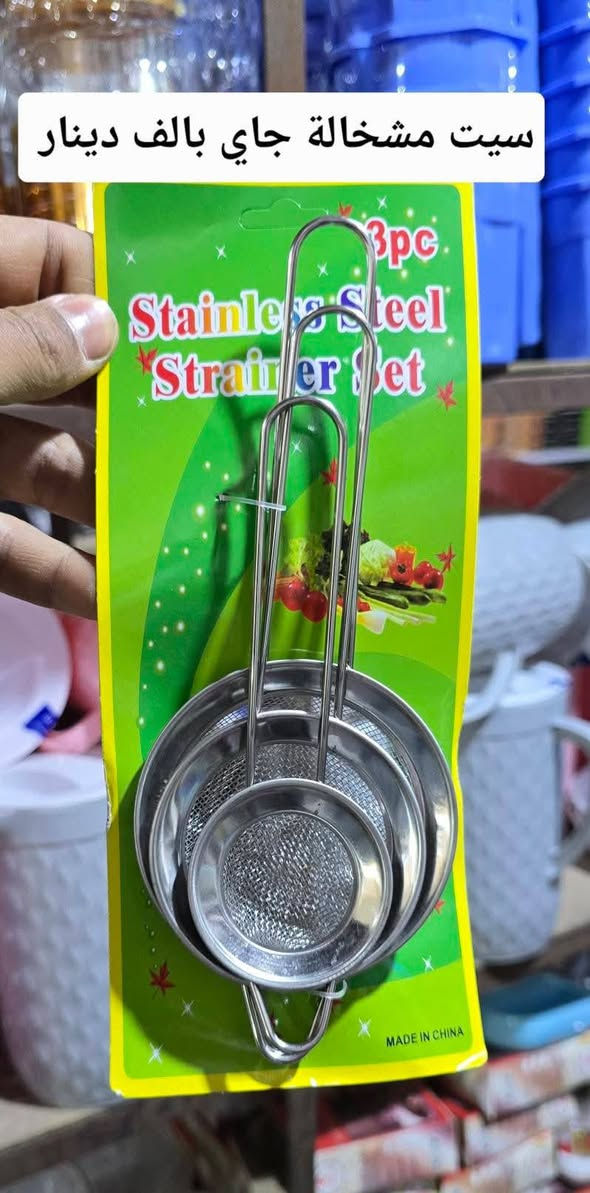 سيت مشخالة جاي بالف دينار
3pc
Stainless Steel
Strainer Set
MADE IN CHINA